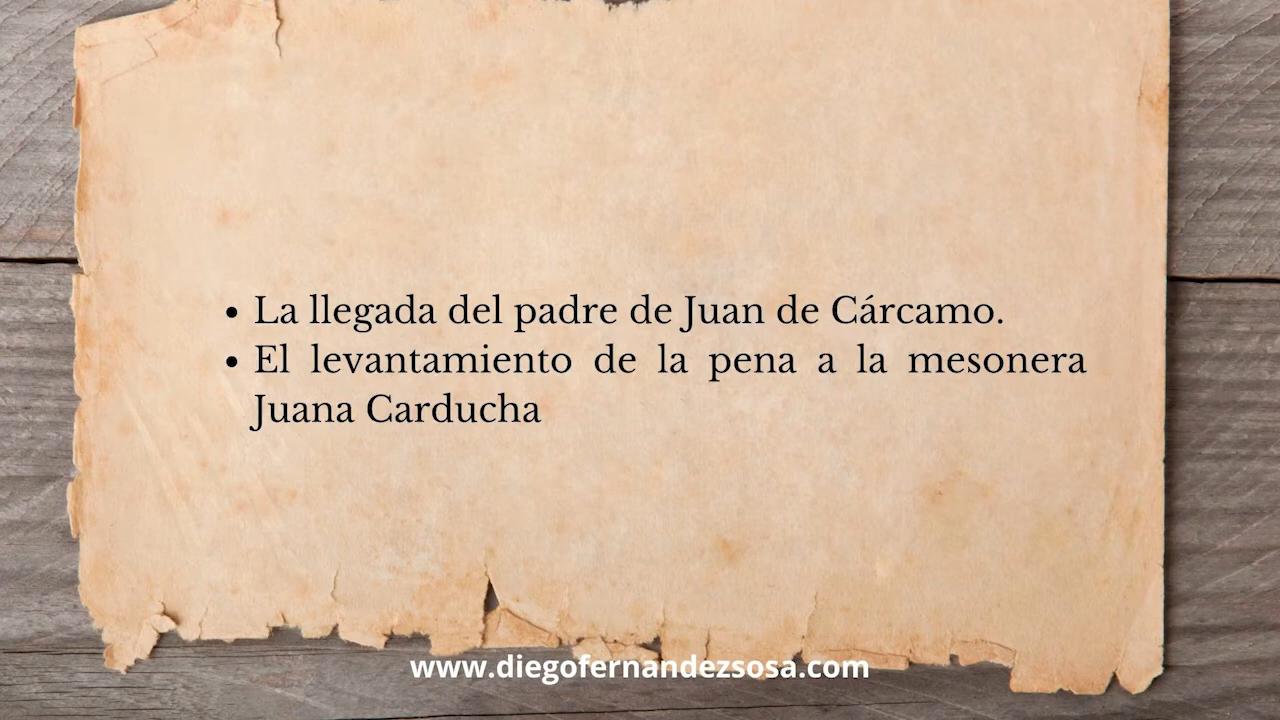 • La llegada del padre de Juan de Cárcamo.
• El levantamiento de la pena a la mesonera
Juana Carducha
www.diegofernandezsosa.com